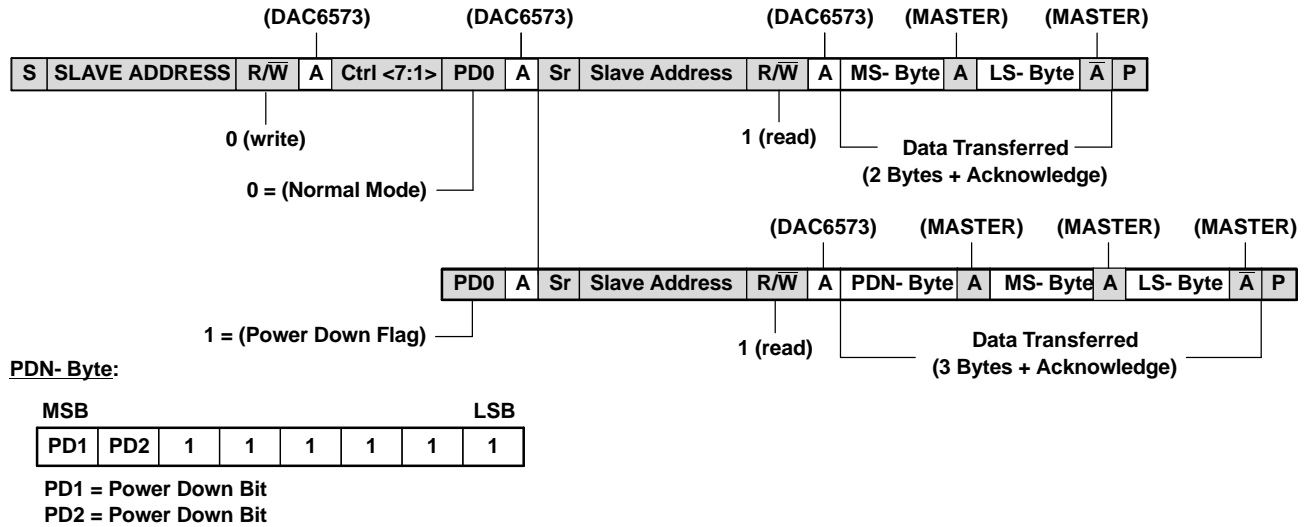 (DAC6573) (DAC6573) (DAC6573) (MASTER) (MASTER)
S SLAVE ADDRESS R/W̅ A Ctrl <7:1> PD0 A Sr Slave Address R/W̅ A MS- Byte A LS- Byte A̅ P
0 (write) 1 (read) Data Transferred
(2 Bytes + Acknowledge)
0 = (Normal Mode)
(DAC6573) (MASTER) (MASTER) (MASTER)
PD0 A Sr Slave Address R/W̅ A PDN- Byte A MS- Byte A LS- Byte A̅ P
1 = (Power Down Flag) 1 (read) Data Transferred
(3 Bytes + Acknowledge)
PDN- Byte:
MSB LSB
PD1 PD2 1 1 1 1 1 1
PD1 = Power Down Bit
PD2 = Power Down Bit